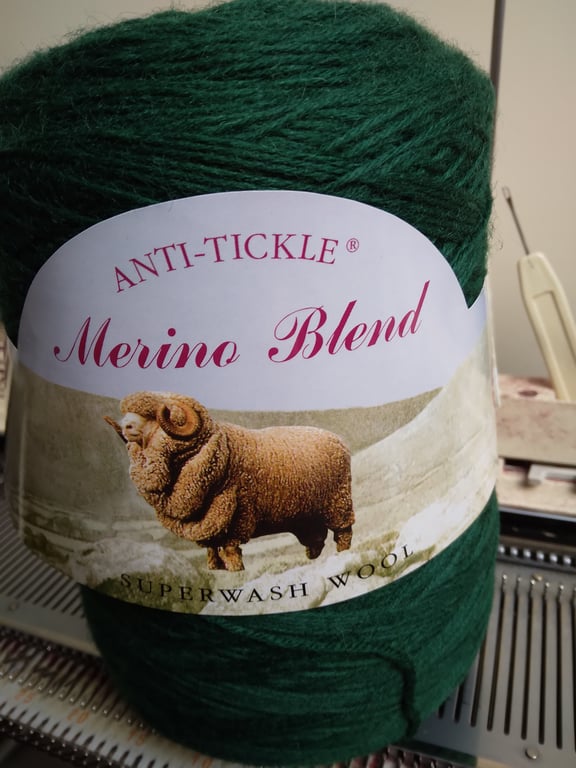 ANTI-TICKLE®
Merino Blend
SUPERWASH WOOL